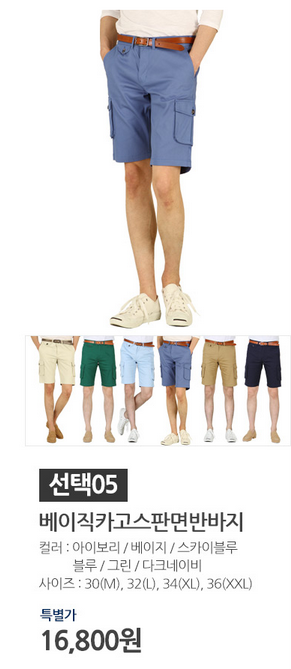 선택05
베이직카고스판면반바지
컬러 : 아이보리 / 베이지 / 스카이블루
블루 / 그린 / 다크네이비
사이즈 : 30(M), 32(L), 34(XL), 36(XXL)
특별가
16,800원